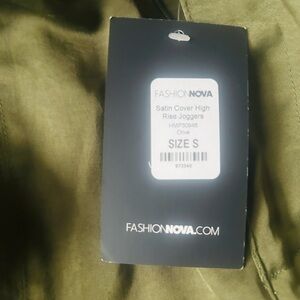 FASHIONNOVA
Satin Cover High
Rise Joggers
Olive
SIZE S
FASHIONNOVA.COM